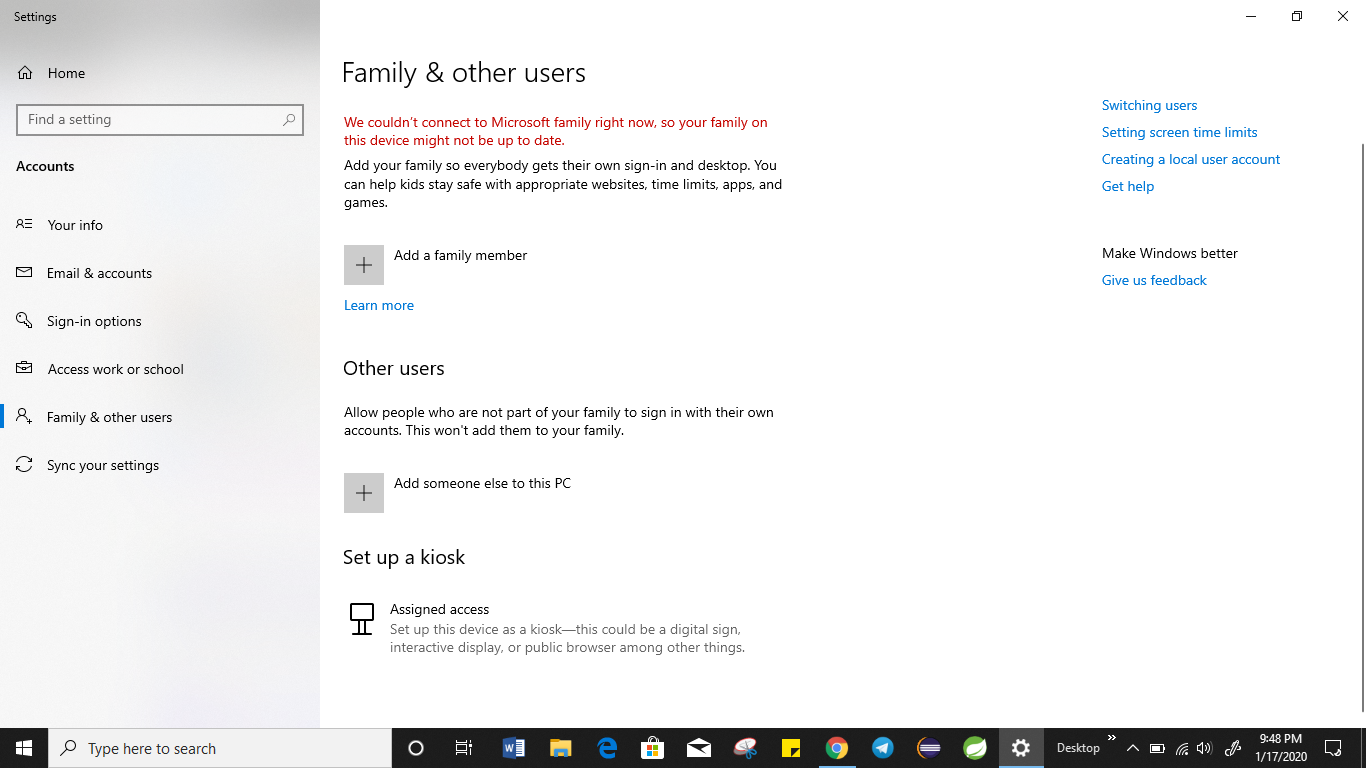 Settings
Home
Find a setting
Accounts
Your info
Email & accounts
Sign-in options
Access work or school
Family & other users
Sync your settings
Family & other users
We couldn't connect to Microsoft family right now, so your family on
this device might not be up to date.
Add your family so everybody gets their own sign-in and desktop. You
can help kids stay safe with appropriate websites, time limits, apps, and
games.
Add a family member
Learn more
Other users
Allow people who are not part of your family to sign in with their own
accounts. This won't add them to your family.
Add someone else to this PC
Set up a kiosk
Assigned access
Set up this device as a kiosk—this could be a digital sign,
interactive display, or public browser among other things.
Switching users
Setting screen time limits
Creating a local user account
Get help
Make Windows better
Give us feedback
Type here to search
Desktop
9:48 PM
1/17/2020